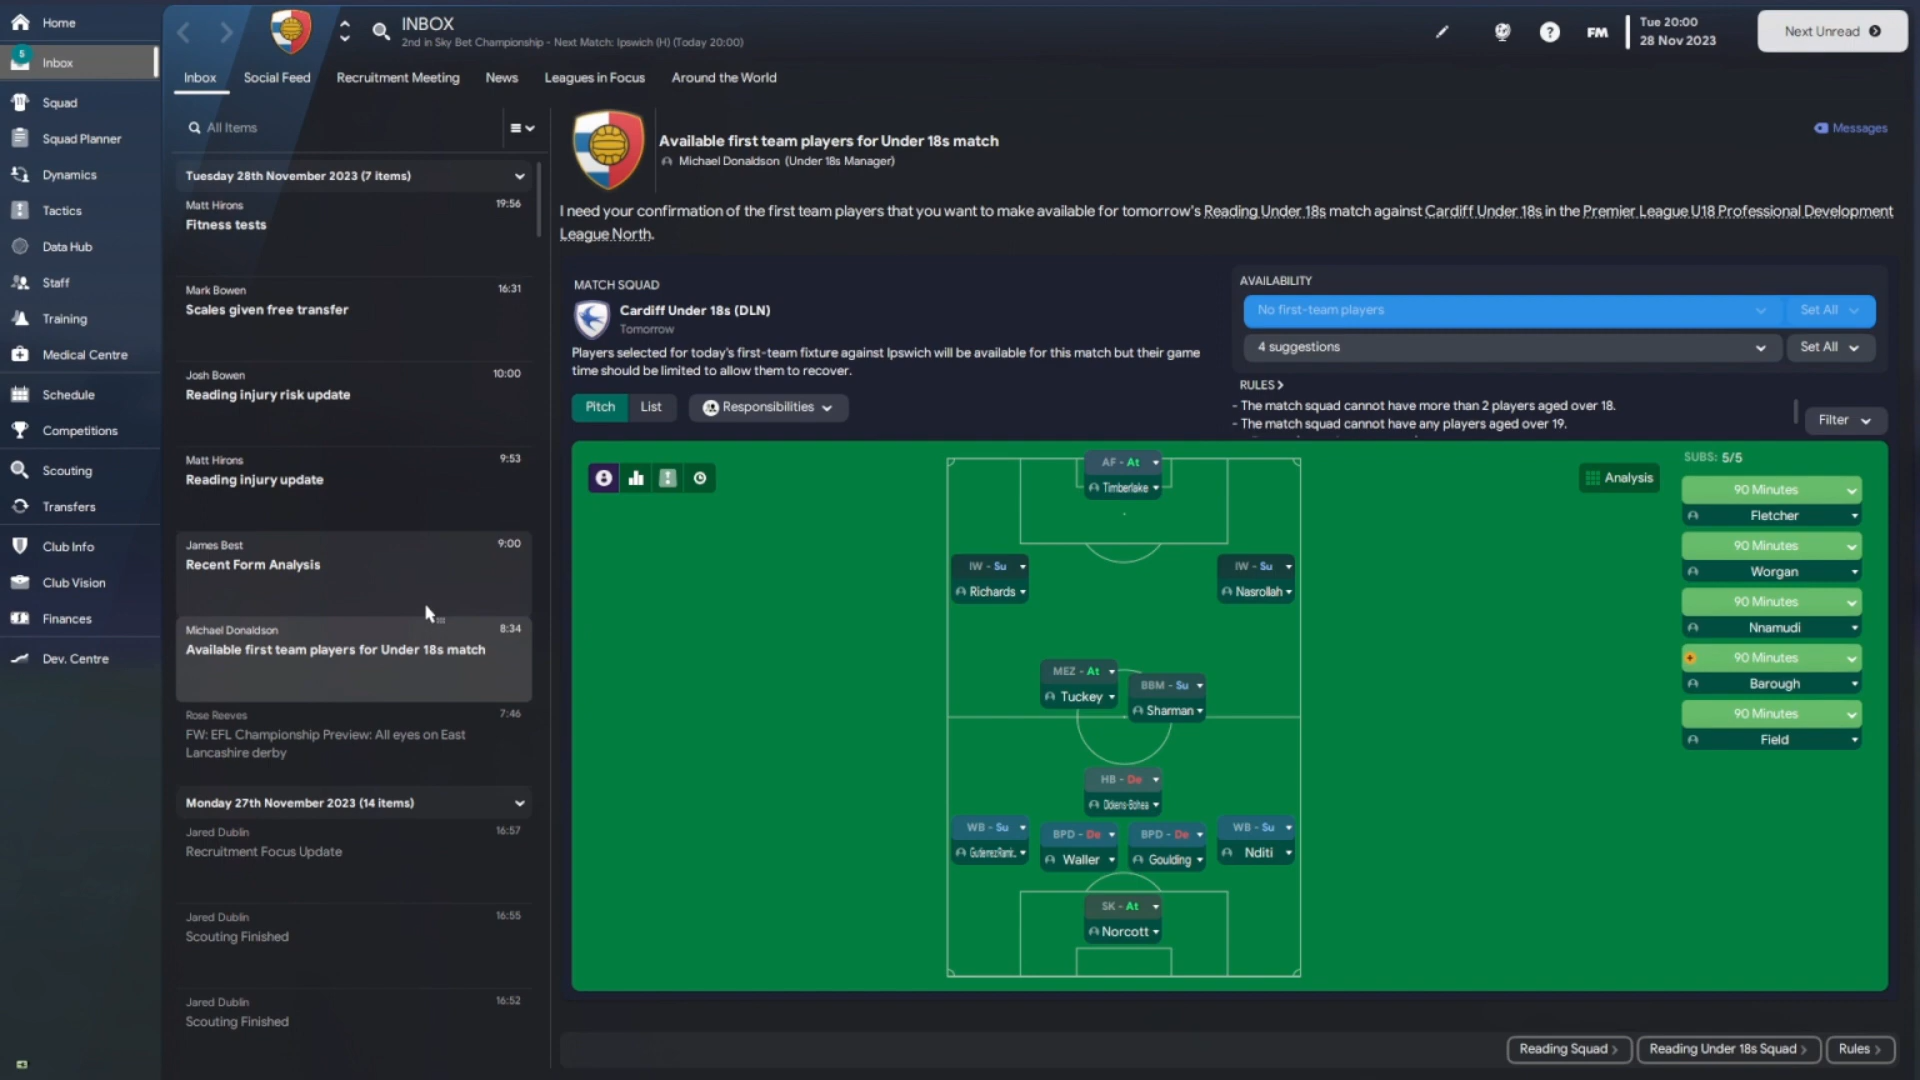 Home
5
Inbox
Squad
Squad Planner
Dynamics
Tactics
Data Hub
Staff
Training
Medical Centre
Schedule
Competitions
Scouting
Transfers
Club Info
Club Vision
Finances
Dev. Centre
INBOX
2nd in Sky Bet Championship - Next Match: Ipswich (H) (Today 20:00)
FM
Tue 20:00
28 Nov 2023
Next Unread
Inbox
Social Feed
Recruitment Meeting
News
Leagues in Focus
Around the World
All Items
Tuesday 28th November 2023 (7 items)
Matt Hirons 19:56
Fitness tests
Mark Bowen 16:31
Scales given free transfer
Josh Bowen 10:00
Reading injury risk update
Matt Hirons 9:53
Reading injury update
James Best 9:00
Recent Form Analysis
Michael Donaldson 8:34
Available first team players for Under 18s match
Rose Reeves 7:46
FW: EFL Championship Preview: All eyes on East
Lancashire derby
Monday 27th November 2023 (14 items)
Jared Dublin 16:57
Recruitment Focus Update
Jared Dublin 16:55
Scouting Finished
Jared Dublin 16:52
Scouting Finished
Available first team players for Under 18s match
Michael Donaldson (Under 18s Manager)
Messages
I need your confirmation of the first team players that you want to make available for tomorrow's Reading Under 18s match against Cardiff Under 18s in the Premier League U18 Professional Development
League North.
MATCH SQUAD
Cardiff Under 18s (DLN)
Tomorrow
Players selected for today's first-team fixture against Ipswich will be available for this match but their game
time should be limited to allow them to recover.
Pitch
List
Responsibilities
AVAILABILITY
No first-team players
Set All
4 suggestions
Set All
RULES
- The match squad cannot have more than 2 players aged over 18.
- The match squad cannot have any players aged over 19.
Filter
Analysis
AF - At
Timberlake
IW - Su
Richards
IW - Su
Nasrollah
MEZ - At
Tuckey
BBM - Su
Sharman
HB - De
WB - Su
BPD - De
Waller
BPD - De
Goulding
WB - Su
Nditi
SK - At
Norcott
SUBS: 5/5
90 Minutes
Fletcher
90 Minutes
Worgan
90 Minutes
Nnamudi
90 Minutes
Barough
90 Minutes
Field
Reading Squad
Reading Under 18s Squad
Rules